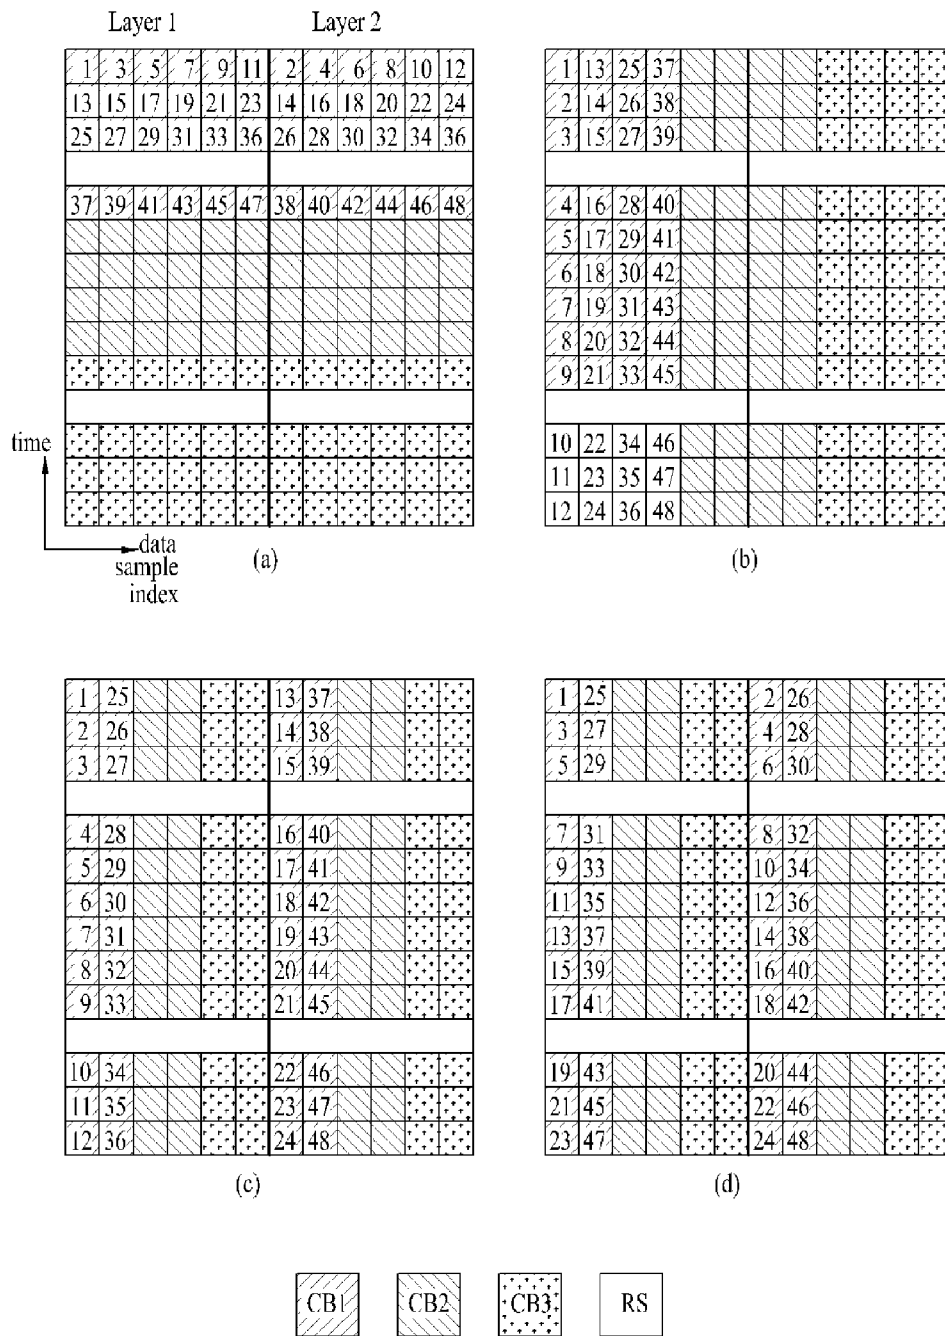 Layer 1 Layer 2
1 3 5 7 9 11 2 4 6 8 10 12 1 13 25 37
13 15 17 19 21 23 14 16 18 20 22 24 2 14 26 38
25 27 29 31 33 36 26 28 30 32 34 36 3 15 27 39
37 39 41 43 45 47 38 40 42 44 46 48 4 16 28 40
5 17 29 41
6 18 30 42
7 19 31 43
8 20 32 44
9 21 33 45
time 10 22 34 46
11 23 35 47
12 24 36 48
data
sample
index
(a) (b)
1 25 13 37 1 25 2 26
2 26 14 38 3 27 4 28
3 27 15 39 5 29 6 30
4 28 16 40 7 31 8 32
5 29 17 41 9 33 10 34
6 30 18 42 11 35 12 36
7 31 19 43 13 37 14 38
8 32 20 44 15 39 16 40
9 33 21 45 17 41 18 42
10 34 22 46 19 43 20 44
11 35 23 47 21 45 22 46
12 36 24 48 23 47 24 48
(c) (d)
CB1 CB2 CB3 RS